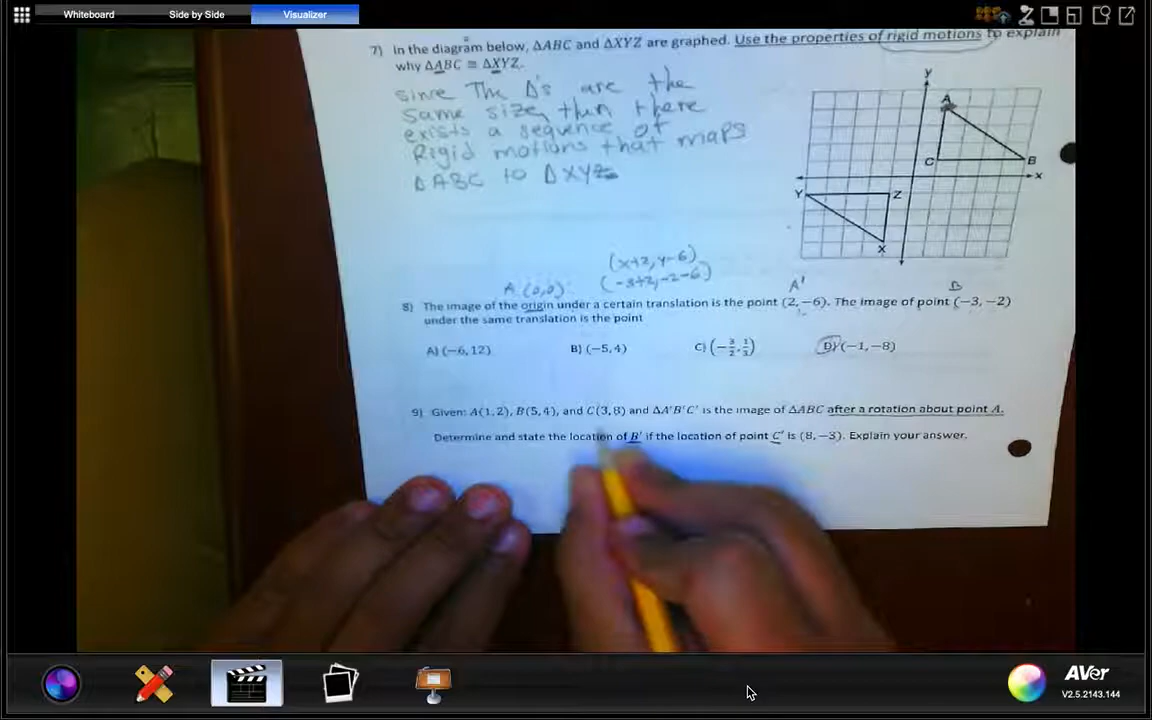 Whiteboard
Side by Side
Visualizer
7) In the diagram below, ΔABC and ΔXYZ are graphed. Use the properties of rigid motions to explain
why ΔABC ≅ ΔXYZ.
since The Δ's are the
same size, then there
exists a sequence of
Rigid motions that maps
ΔABC to ΔXYZ
y
A
C
B
x
Y
Z
X
(x+2, y-6)
A (0,0)
(-3+2, -2-6)
A'
B
8) The image of the origin under a certain translation is the point (2, −6). The image of point (−3, −2)
under the same translation is the point
A) (−6, 12)
B) (−5, 4)
C) (−3/2, 1/3)
D) (−1, −8)
9) Given: A(1, 2), B(5, 4), and C(3, 8) and ΔA'B'C' is the image of ΔABC after a rotation about point A.
Determine and state the location of B' if the location of point C' is (8, −3). Explain your answer.
AVer
V2.5.2143.144